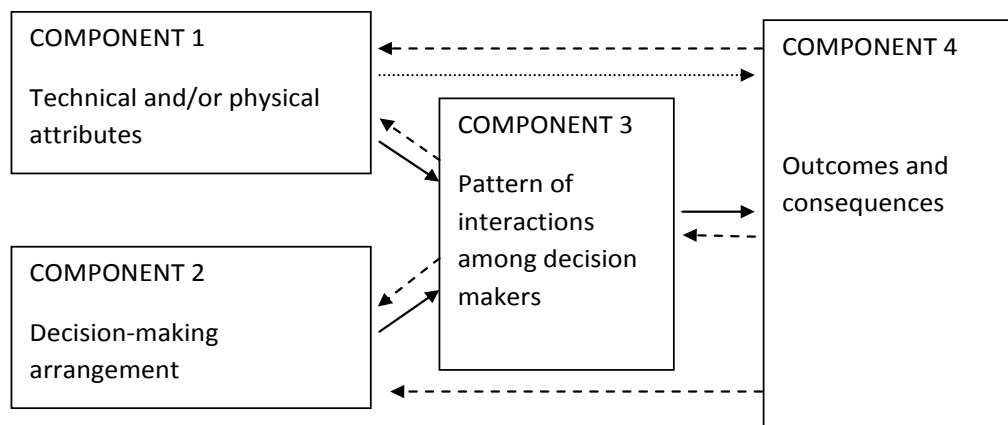 COMPONENT 1
Technical and/or physical
attributes
COMPONENT 2
Decision-making
arrangement
COMPONENT 3
Pattern of
interactions
among decision
makers
COMPONENT 4
Outcomes and
consequences